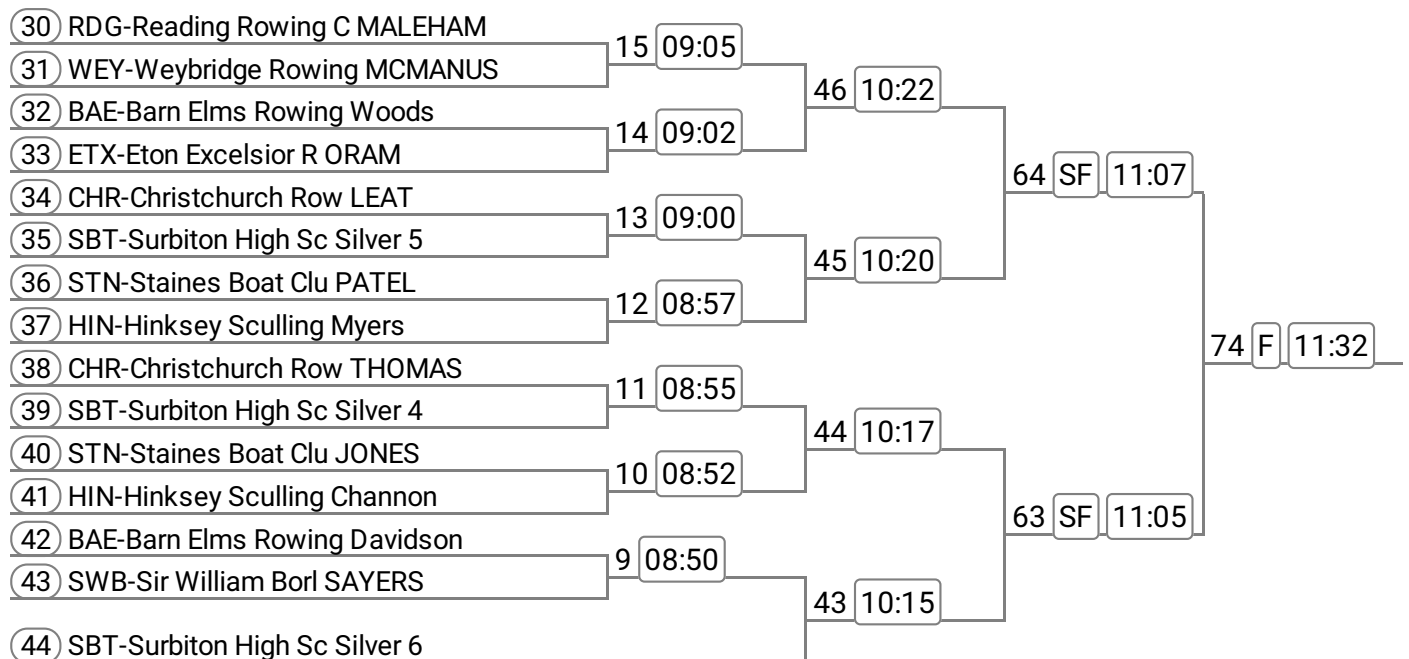 30 RDG-Reading Rowing C MALEHAM
15 09:05
31 WEY-Weybridge Rowing MCMANUS
46 10:22
32 BAE-Barn Elms Rowing Woods
14 09:02
33 ETX-Eton Excelsior R ORAM
64 SF 11:07
34 CHR-Christchurch Row LEAT
13 09:00
35 SBT-Surbiton High Sc Silver 5
45 10:20
36 STN-Staines Boat Clu PATEL
12 08:57
37 HIN-Hinksey Sculling Myers
74 F 11:32
38 CHR-Christchurch Row THOMAS
11 08:55
39 SBT-Surbiton High Sc Silver 4
44 10:17
40 STN-Staines Boat Clu JONES
10 08:52
41 HIN-Hinksey Sculling Channon
63 SF 11:05
42 BAE-Barn Elms Rowing Davidson
9 08:50
43 SWB-Sir William Borl SAYERS
43 10:15
44 SBT-Surbiton High Sc Silver 6